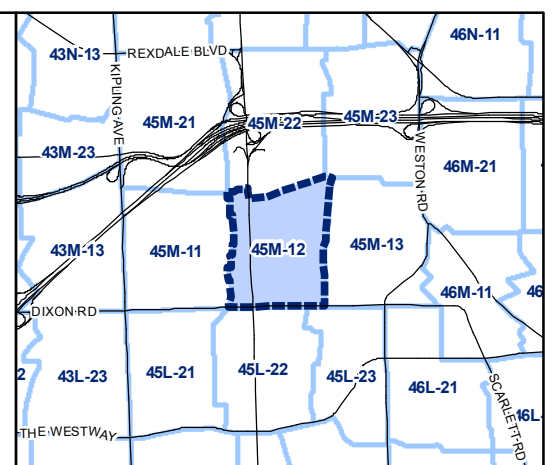 46N-11
43N-13
REXDALE BLVD
KIPLING AVE
45M-21
45M-22
45M-23
WESTON RD
43M-23
46M-21
43M-13
45M-11
45M-12
45M-13
46M-11
46
DIXON RD
2
43L-23
45L-21
45L-22
45L-23
46L-21
SCARLETT RD
46L-
THE WESTWAY